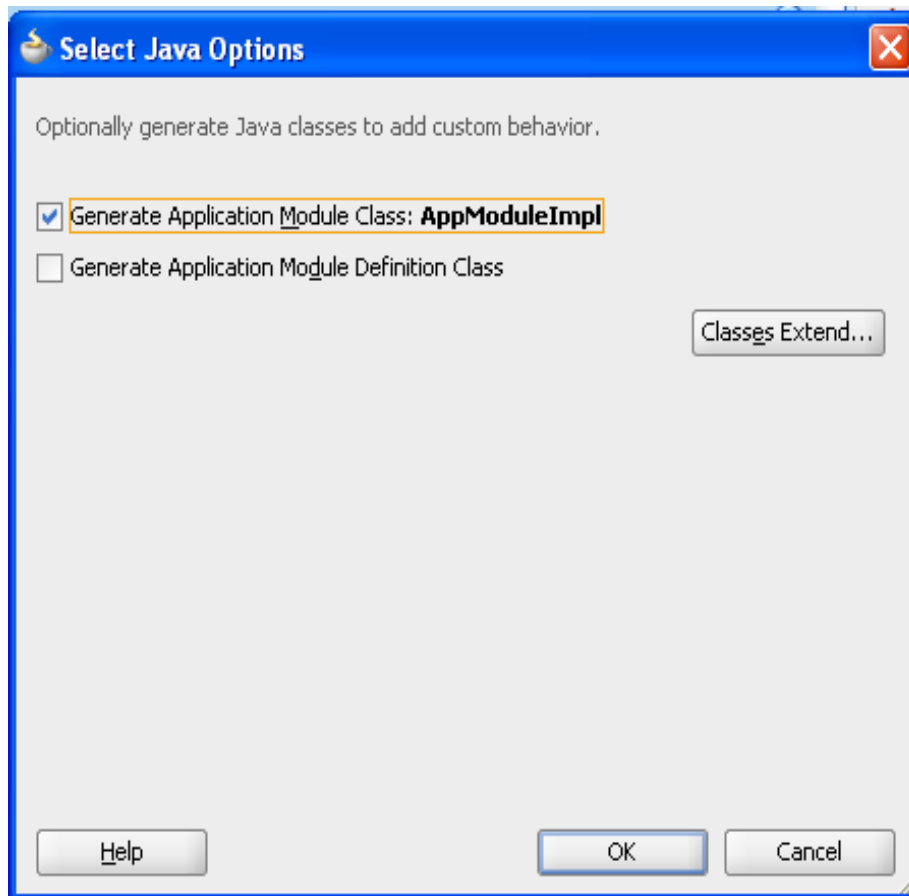 Select Java Options
Optionally generate Java classes to add custom behavior.
Generate Application Module Class: AppModuleImpl
Generate Application Module Definition Class
Classes Extend...
Help
OK
Cancel